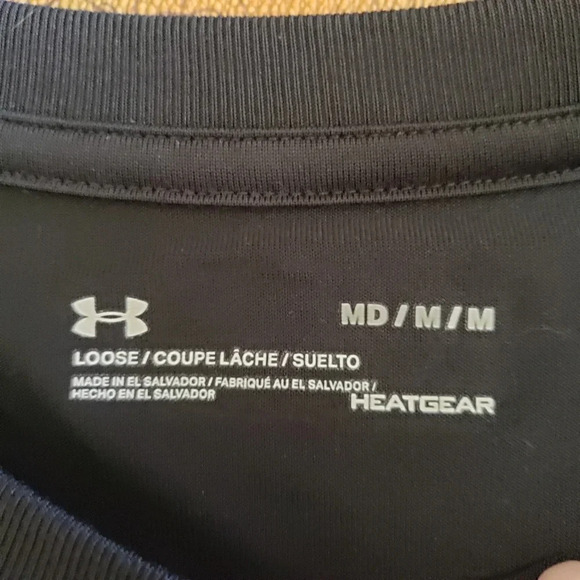 MD / M / M
LOOSE / COUPE LÂCHE / SUELTO
MADE IN EL SALVADOR / FABRIQUÉ AU EL SALVADOR /
HECHO EN EL SALVADOR
HEATGEAR